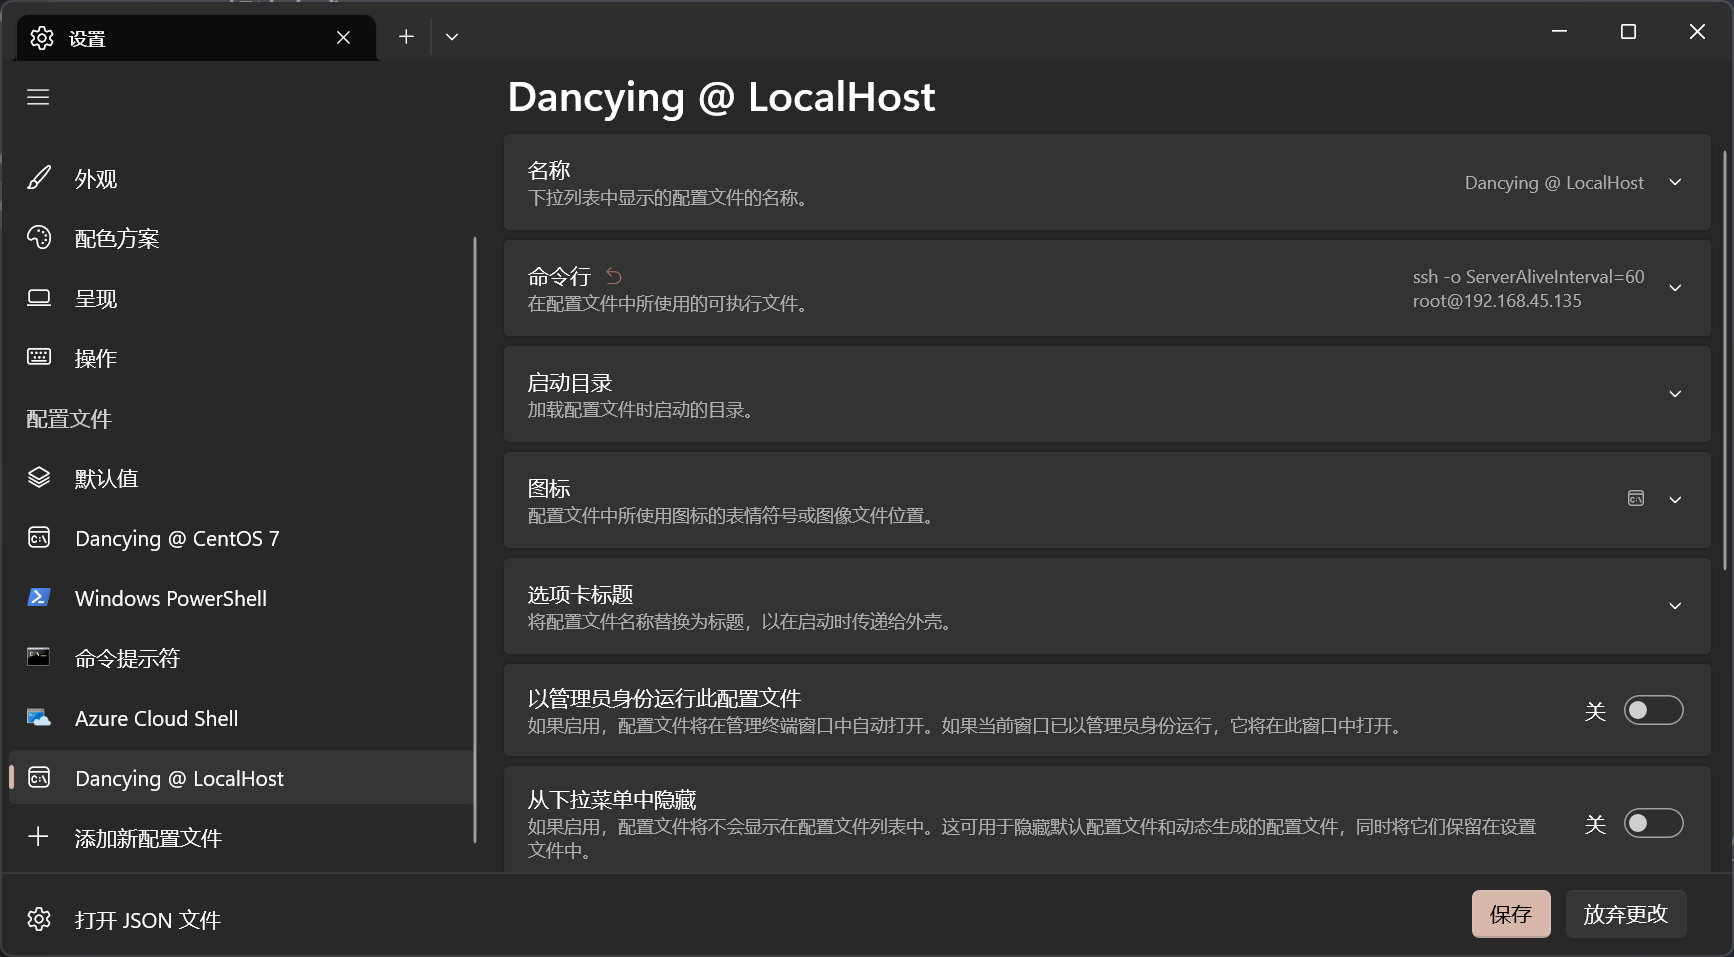 设置
外观
配色方案
呈现
操作
配置文件
默认值
Dancying @ CentOS 7
Windows PowerShell
命令提示符
Azure Cloud Shell
Dancying @ LocalHost
添加新配置文件
打开 JSON 文件
Dancying @ LocalHost
名称
下拉列表中显示的配置文件的名称。
Dancying @ LocalHost
命令行
在配置文件中所使用的可执行文件。
ssh -o ServerAliveInterval=60
root@192.168.45.135
启动目录
加载配置文件时启动的目录。
图标
配置文件中所使用图标的表情符号或图像文件位置。
选项卡标题
将配置文件名称替换为标题，以在启动时传递给外壳。
以管理员身份运行此配置文件
如果启用，配置文件将在管理终端窗口中自动打开。如果当前窗口已以管理员身份运行，它将在此窗口中打开。
关
从下拉菜单中隐藏
如果启用，配置文件将不会显示在配置文件列表中。这可用于隐藏默认配置文件和动态生成的配置文件，同时将它们保留在设置
文件中。
关
保存
放弃更改